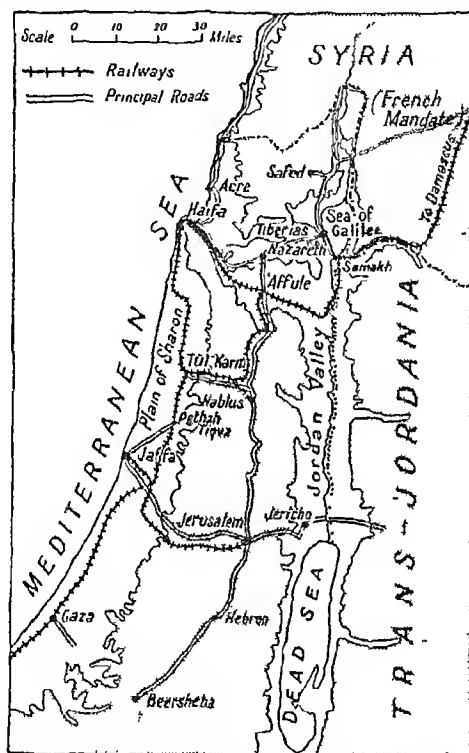 Scale 0 10 20 30 Miles
Railways
Principal Roads
SYRIA
(French
Mandate)
To Damascus
Safed
Acre
Haifa
Tiberias
Sea of
Galilee
Nazareth
Samakh
Affule
MEDITERRANEAN SEA
Plain of Sharon
Tul Karm
Nablus
Pethah
Tiqva
Jaffa
Jordan Valley
TRANS-JORDANIA
Jerusalem
Jericho
Gaza
Hebron
DEAD SEA
Beersheba